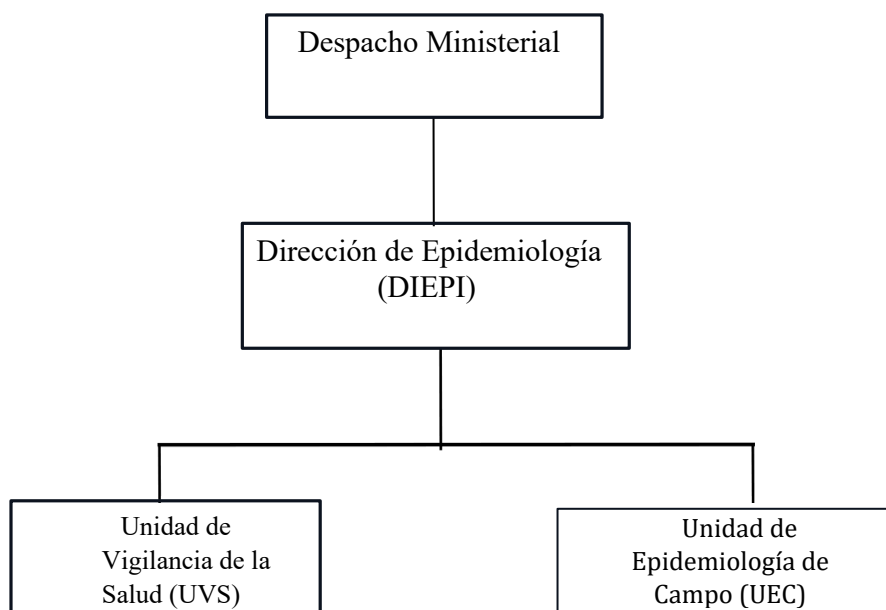 Despacho Ministerial
Dirección de Epidemiología
(DIEPI)
Unidad de
Vigilancia de la
Salud (UVS)
Unidad de
Epidemiología de
Campo (UEC)